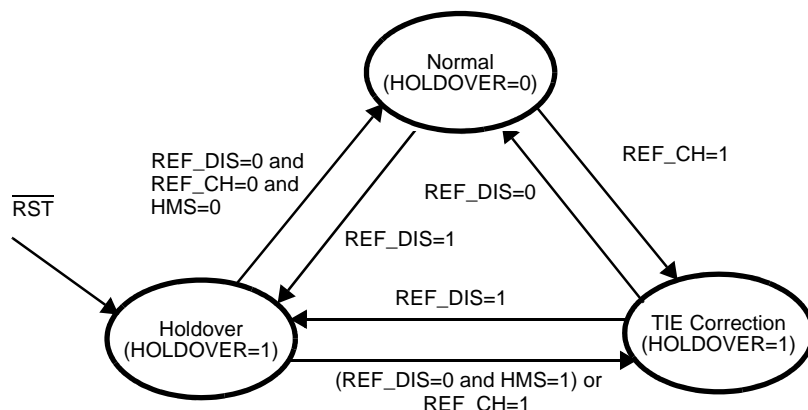 Normal
(HOLDOVER=0)
REF_DIS=0 and
REF_CH=0 and
HMS=0
REF_CH=1
REF_DIS=0
RST
REF_DIS=1
REF_DIS=1
Holdover
(HOLDOVER=1)
TIE Correction
(HOLDOVER=1)
(REF_DIS=0 and HMS=1) or
REF_CH=1